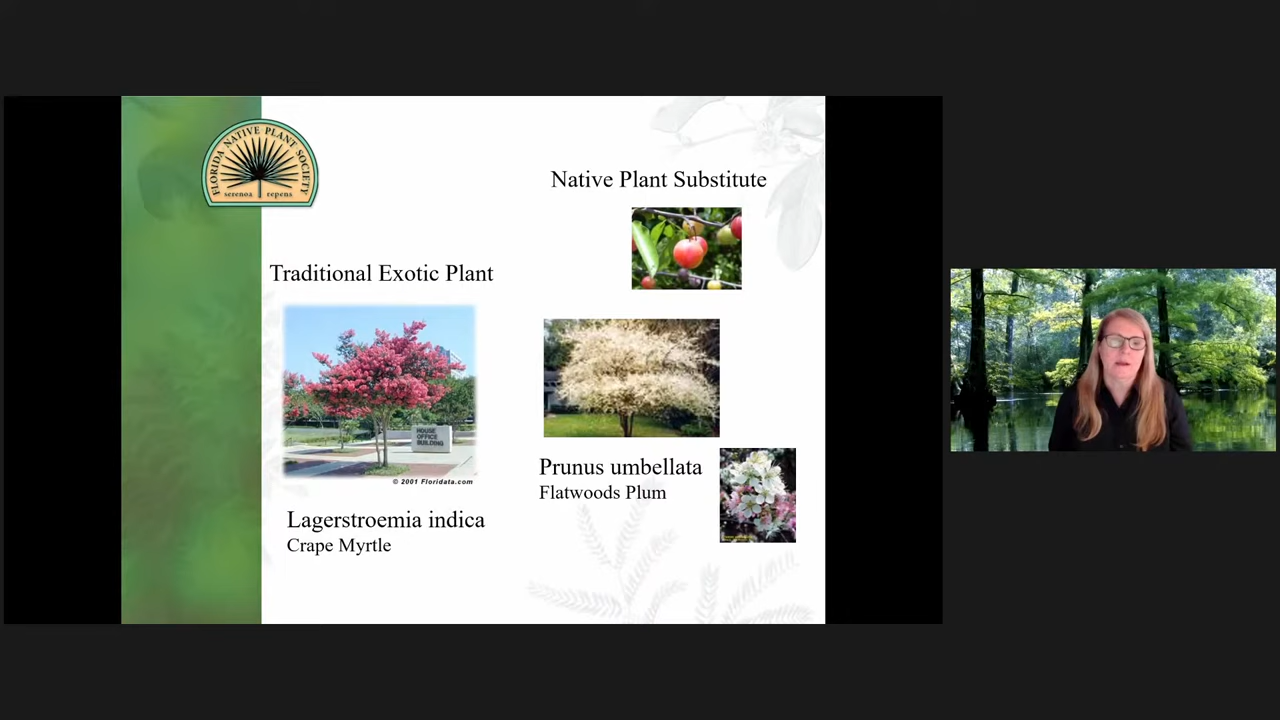 FLORIDA NATIVE PLANT SOCIETY
serenoa repens
Native Plant Substitute
Traditional Exotic Plant
HOUSE
OFFICE
BUILDING
© 2001 Floridata.com
Prunus umbellata
Flatwoods Plum
Lagerstroemia indica
Crape Myrtle